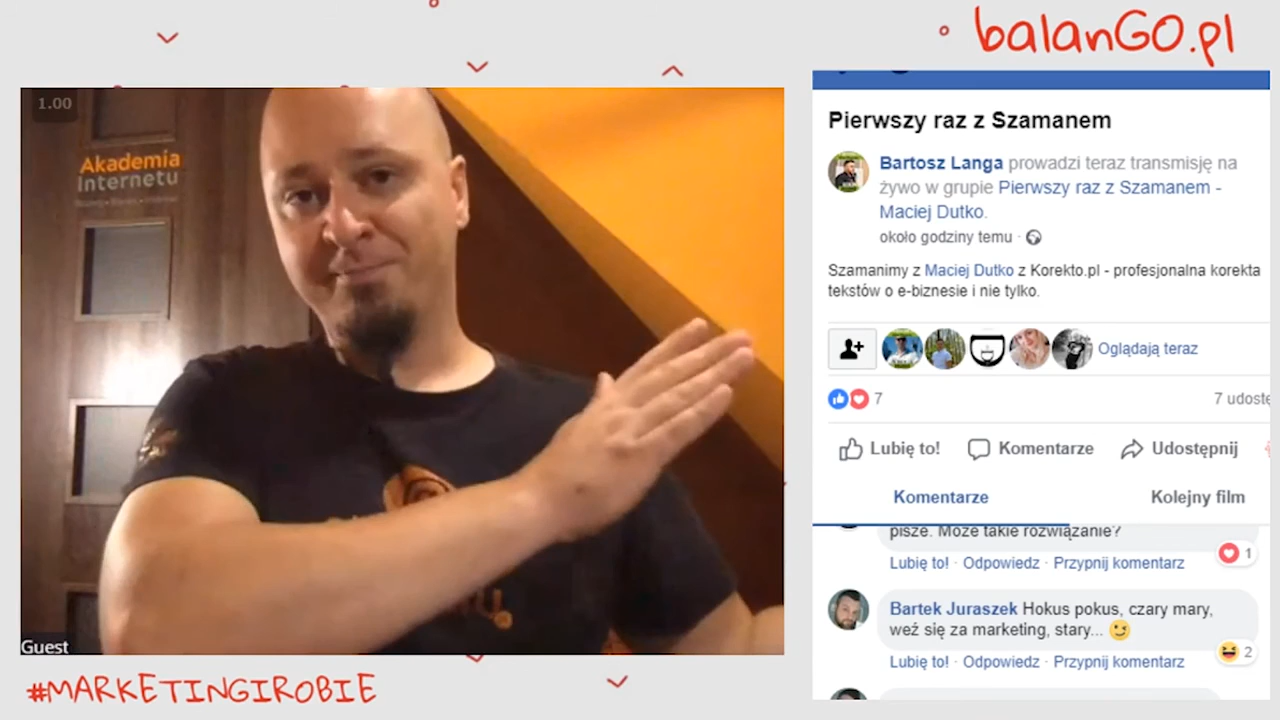 balanGO.pl
1.00
Akademia
Internetu
Guest
#MARKETINGIROBIE
Pierwszy raz z Szamanem
Bartosz Langa prowadzi teraz transmisję na
żywo w grupie Pierwszy raz z Szamanem -
Maciej Dutko.
około godziny temu ·
Szamanimy z Maciej Dutko z Korekto.pl - profesjonalna korekta
tekstów o e-biznesie i nie tylko.
Oglądają teraz
7
7 udostę
Lubię to! Komentarze Udostępnij
Komentarze Kolejny film
pisze. Może takie rozwiązanie?
1
Lubię to! · Odpowiedz · Przypnij komentarz
Bartek Juraszek Hokus pokus, czary mary,
weź się za marketing, stary... 😉
2
Lubię to! · Odpowiedz · Przypnij komentarz